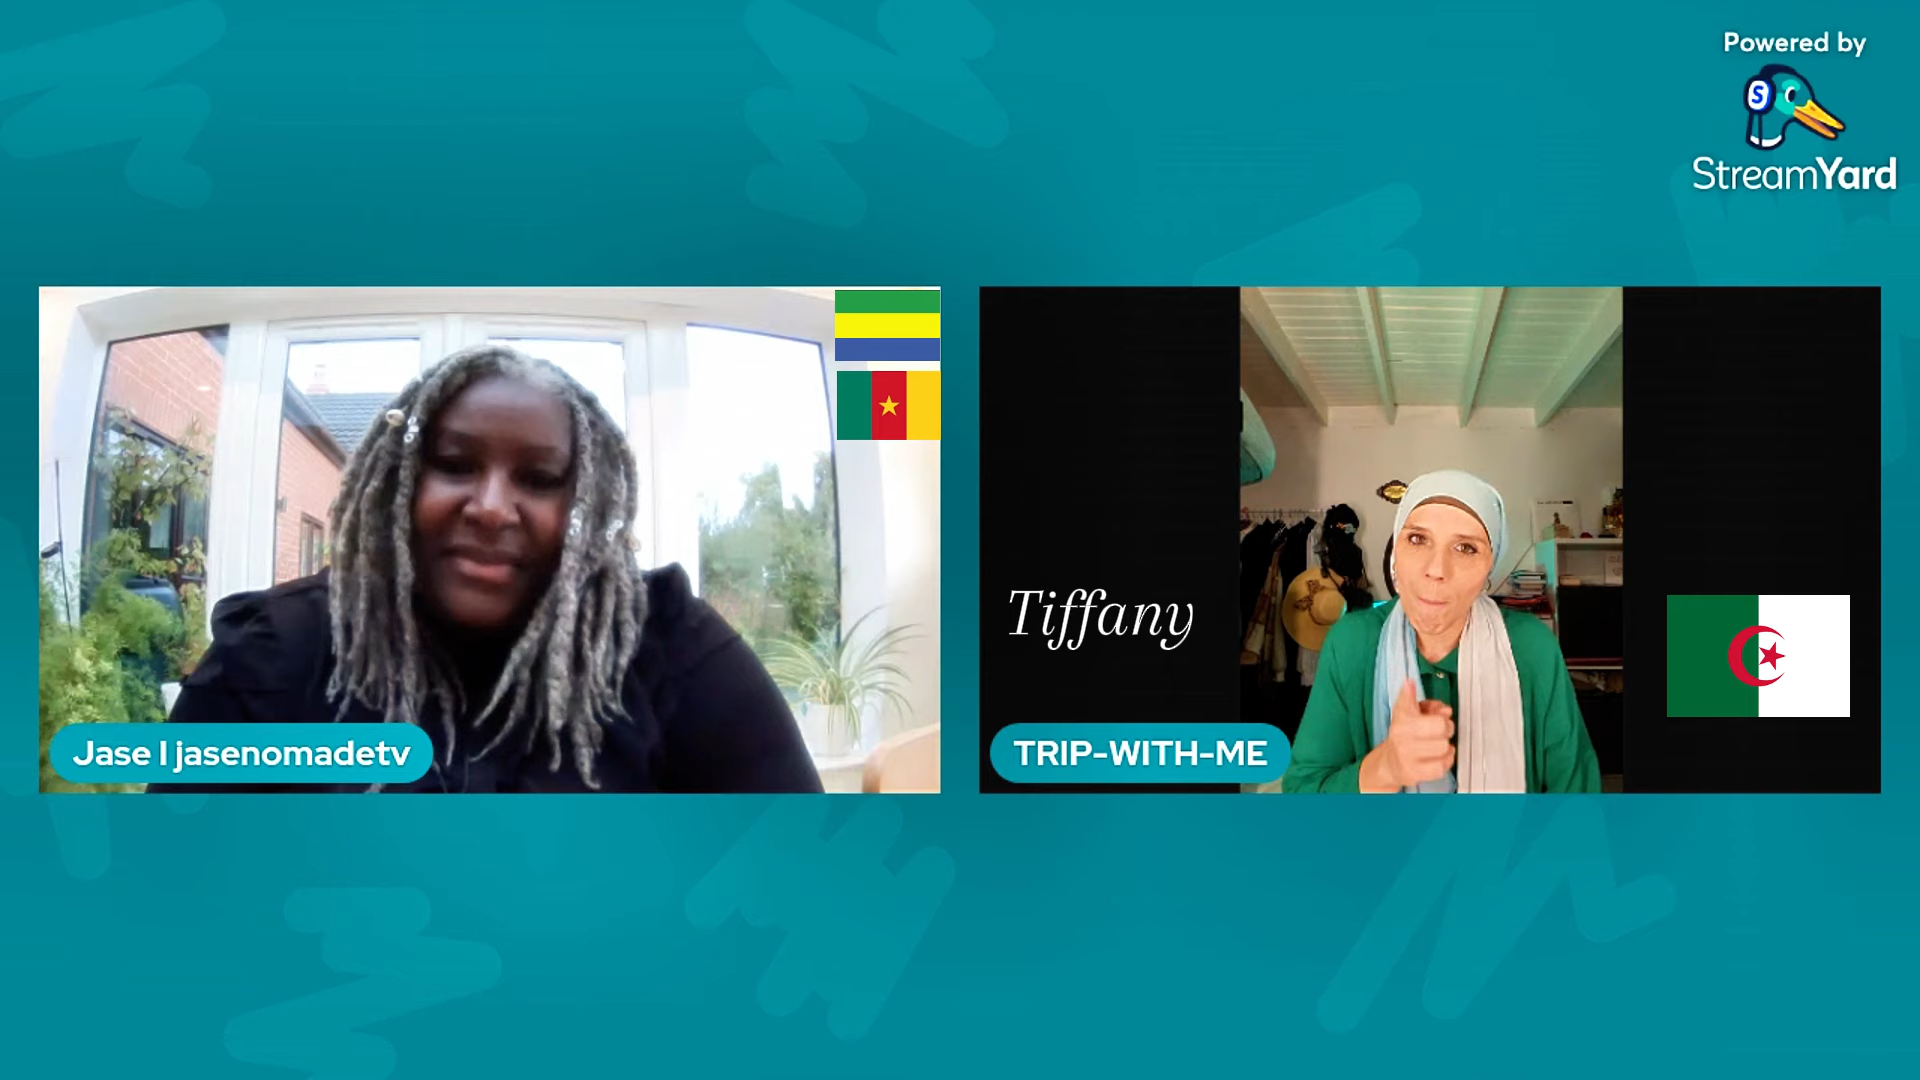 Powered by
S
StreamYard
Tiffany
Jase I jasenomadetv
TRIP-WITH-ME